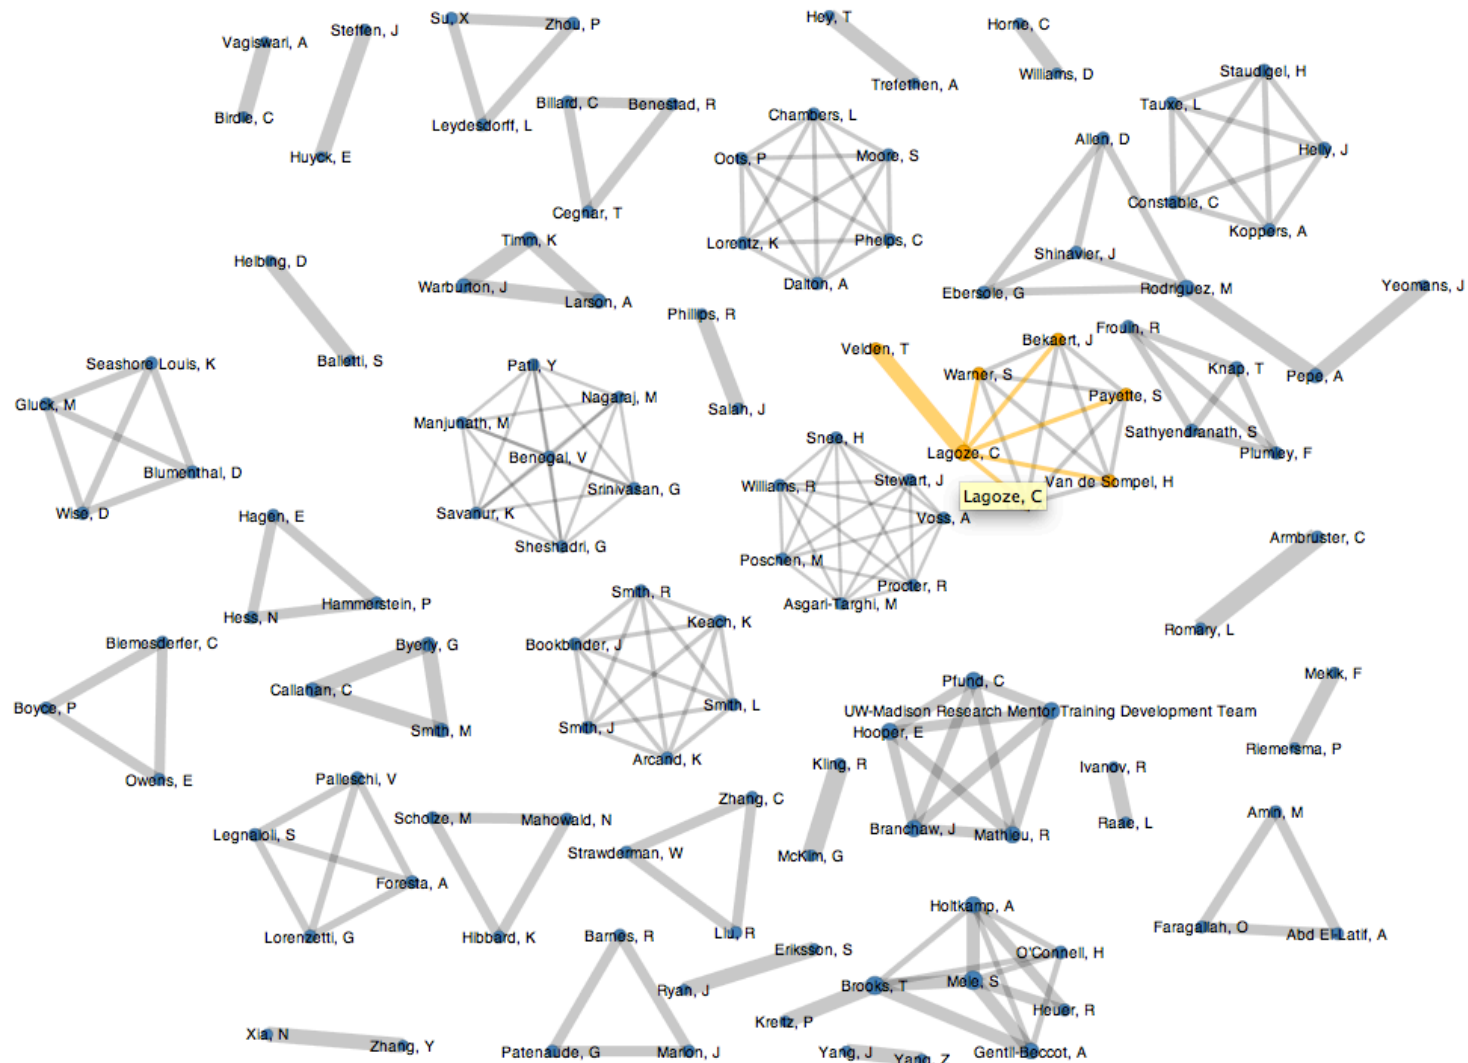 Su, X
Zhou, P
Hey, T
Horne, C
Steffen, J
Vagiswari, A
Staudigel, H
Williams, D
Trefethen, A
Billard, C
Benestad, R
Tauxe, L
Birdie, C
Leydesdorff, L
Chambers, L
Allen, D
Huyck, E
Oots, P
Moore, S
Helly, J
Cegnar, T
Constable, C
Koppers, A
Timm, K
Lorentz, K
Phelps, C
Helbing, D
Shinavier, J
Warburton, J
Dalton, A
Ebersole, G
Rodriguez, M
Yeomans, J
Larson, A
Phillips, R
Frouin, R
Bekaert, J
Velden, T
Seashore Louis, K
Balletti, S
Patil, Y
Warner, S
Knap, T
Pepe, A
Nagaraj, M
Payette, S
Gluck, M
Salah, J
Manjunath, M
Sathyendranath, S
Snee, H
Lagoze, C
Plumley, F
Benegal, V
Blumenthal, D
Stewart, J
Van de Sompel, H
Williams, R
Srinivasan, G
Lagoze, C
Wise, D
Hagen, E
Savanur, K
Voss, A
Armbruster, C
Sheshadri, G
Poschen, M
Procter, R
Smith, R
Hammerstein, P
Asgari-Targhi, M
Hess, N
Keach, K
Romary, L
Biemesderfer, C
Byerly, G
Bookbinder, J
Mekik, F
Pfund, C
Callahan, C
Boyce, P
Smith, L
UW-Madison Research Mentor Training Development Team
Smith, M
Smith, J
Hooper, E
Riemersma, P
Arcand, K
Kling, R
Ivanov, R
Owens, E
Palleschi, V
Zhang, C
Amin, M
Scholze, M
Mahowald, N
Raae, L
Legnaioli, S
Branchaw, J
Mathieu, R
Strawderman, W
McKim, G
Foresta, A
Holtkamp, A
Faragallah, O
Lorenzetti, G
Hibbard, K
Barnes, R
Liu, R
Abd El-Latif, A
Eriksson, S
O'Connell, H
Ryan, J
Brooks, T
Mele, S
Heuer, R
Kreitz, P
Xia, N
Zhang, Y
Patenaude, G
Marion, J
Yang, J
Yang, Z
Gentil-Beccot, A